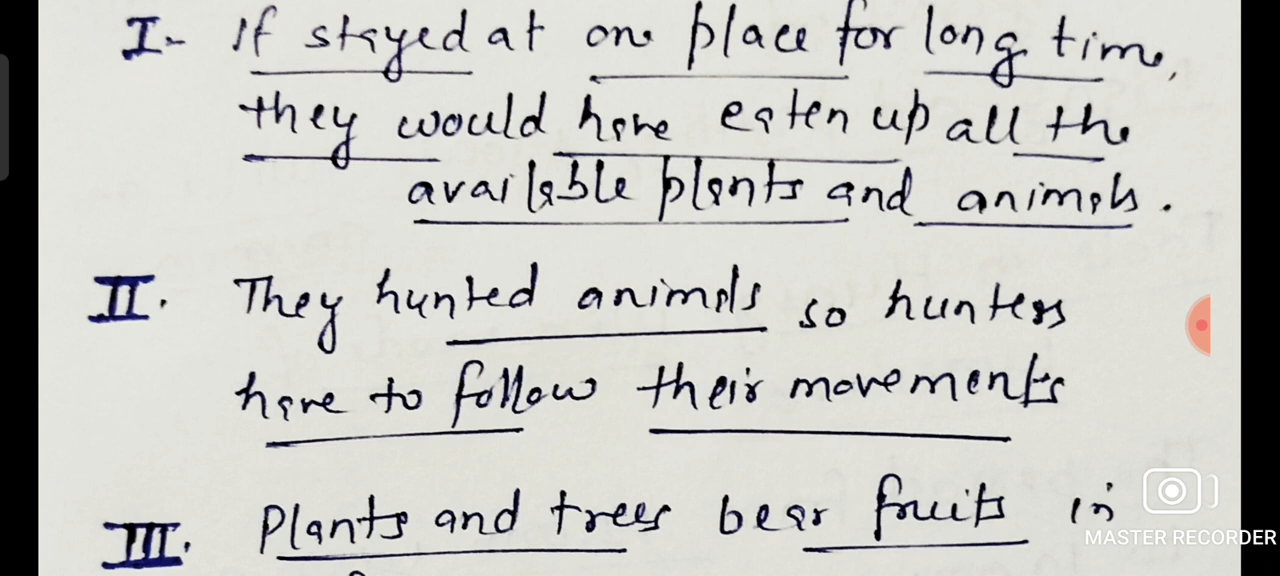 I- If stayed at one place for long time,
they would have eaten up all the
available plants and animals.
II. They hunted animals so hunters
have to follow their movements
III. Plants and trees bear fruits in
MASTER RECORDER